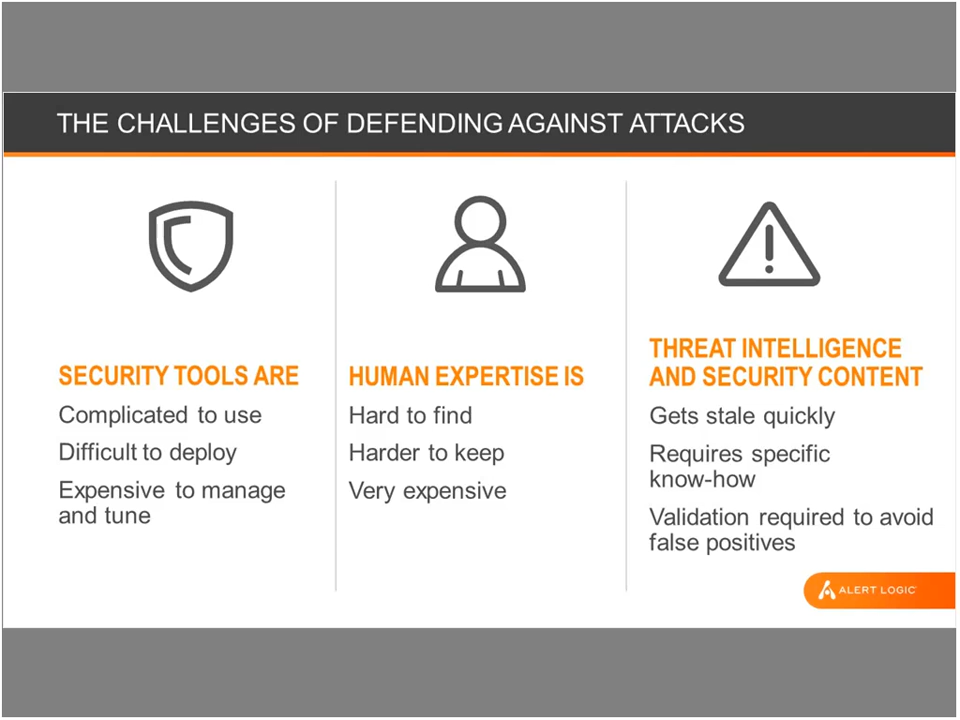 THE CHALLENGES OF DEFENDING AGAINST ATTACKS
SECURITY TOOLS ARE
Complicated to use
Difficult to deploy
Expensive to manage
and tune
HUMAN EXPERTISE IS
Hard to find
Harder to keep
Very expensive
THREAT INTELLIGENCE
AND SECURITY CONTENT
Gets stale quickly
Requires specific
know-how
Validation required to avoid
false positives
ALERT LOGIC